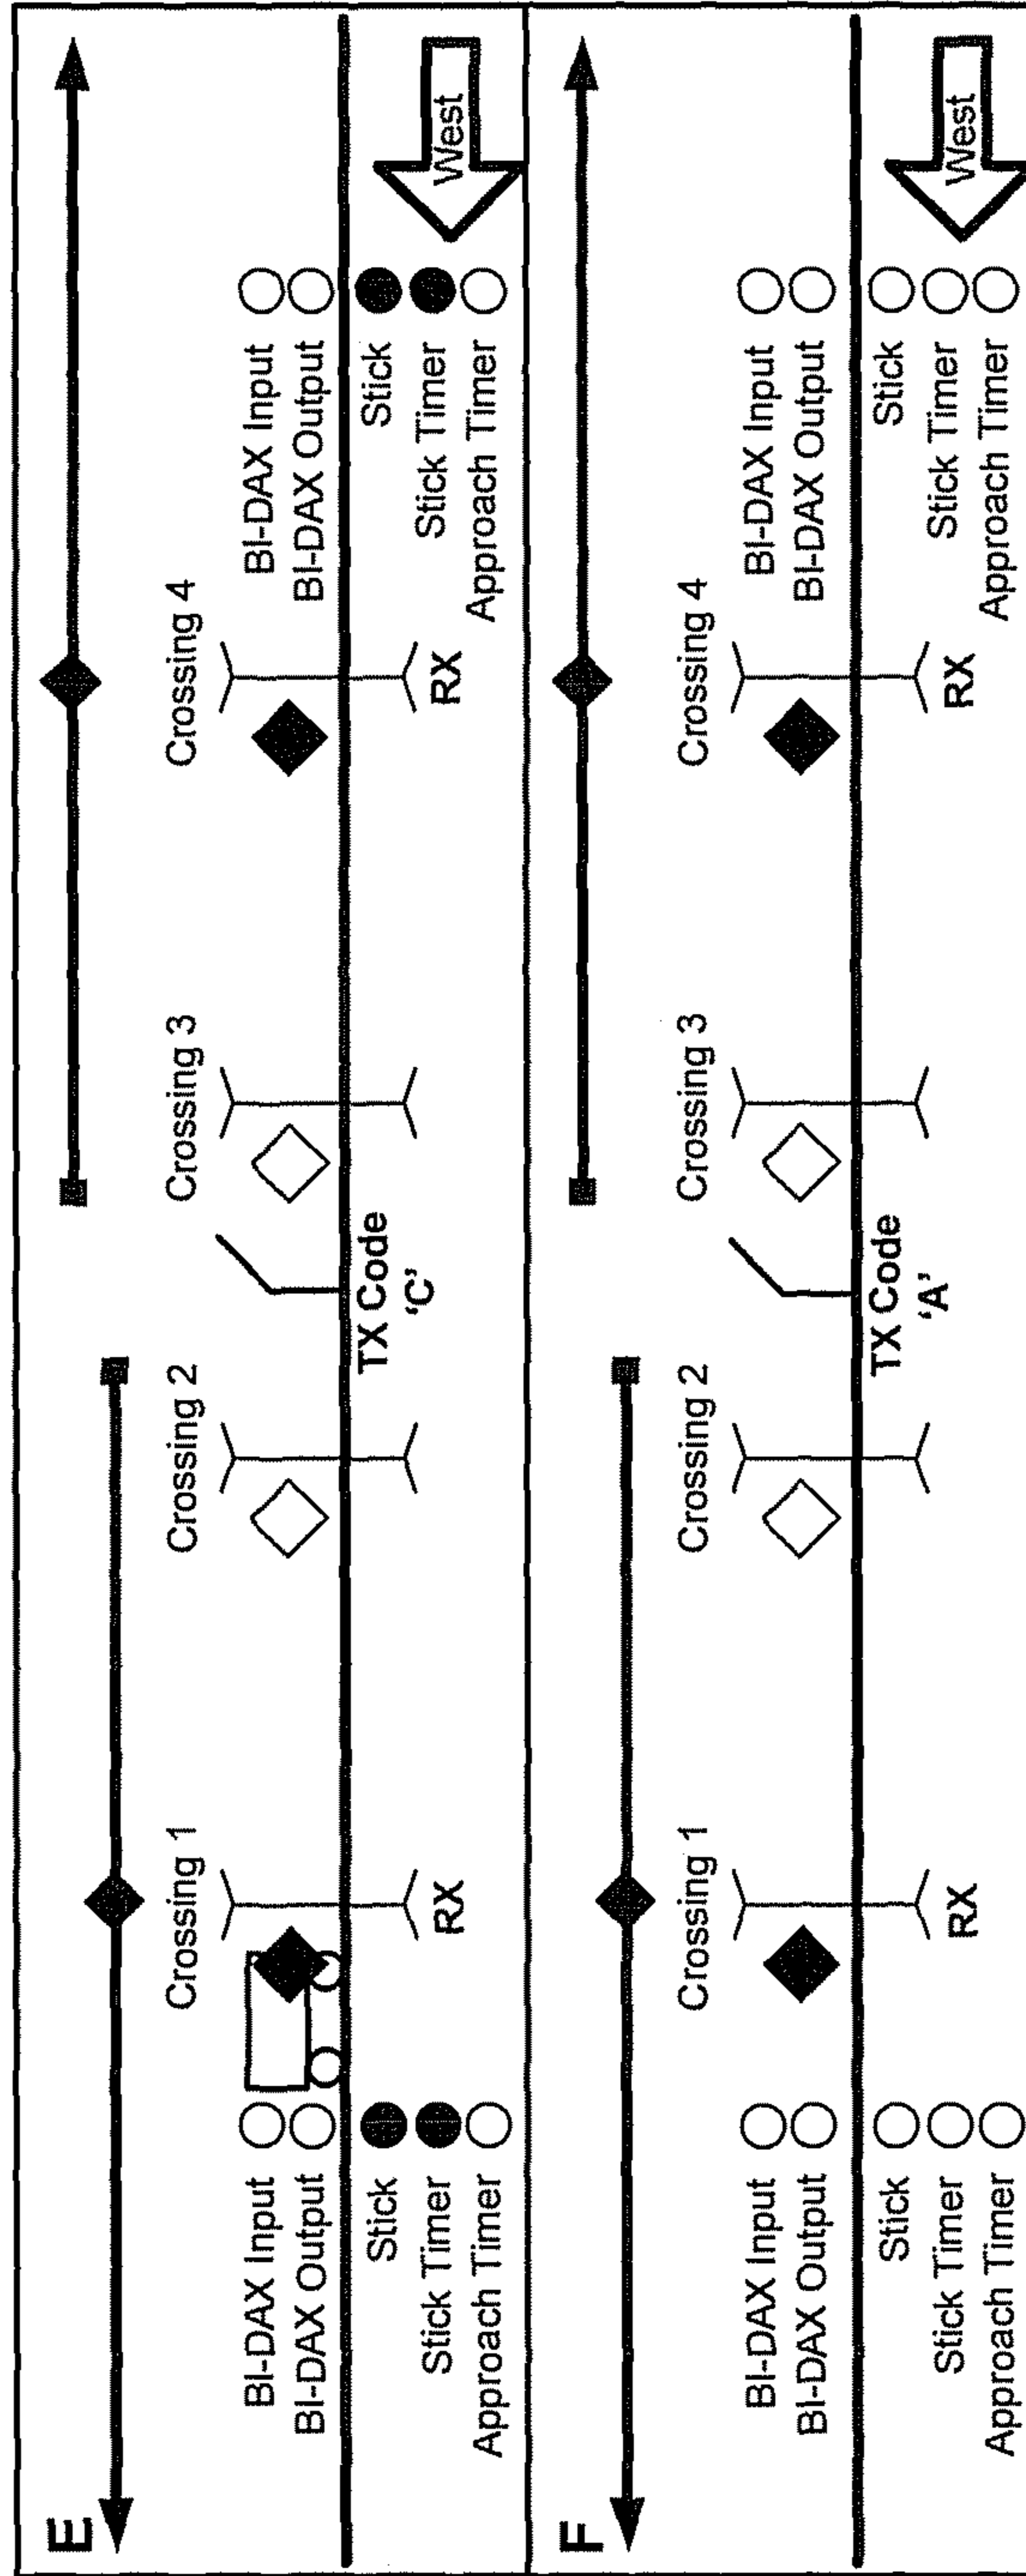 E
Crossing 1
Crossing 2
Crossing 3
Crossing 4
BI-DAX Input
BI-DAX Output
Stick
Stick Timer
Approach Timer
RX
TX Code
'C'
RX
BI-DAX Input
BI-DAX Output
Stick
Stick Timer
Approach Timer
West
F
Crossing 1
Crossing 2
Crossing 3
Crossing 4
BI-DAX Input
BI-DAX Output
Stick
Stick Timer
Approach Timer
RX
TX Code
'A'
RX
BI-DAX Input
BI-DAX Output
Stick
Stick Timer
Approach Timer
West